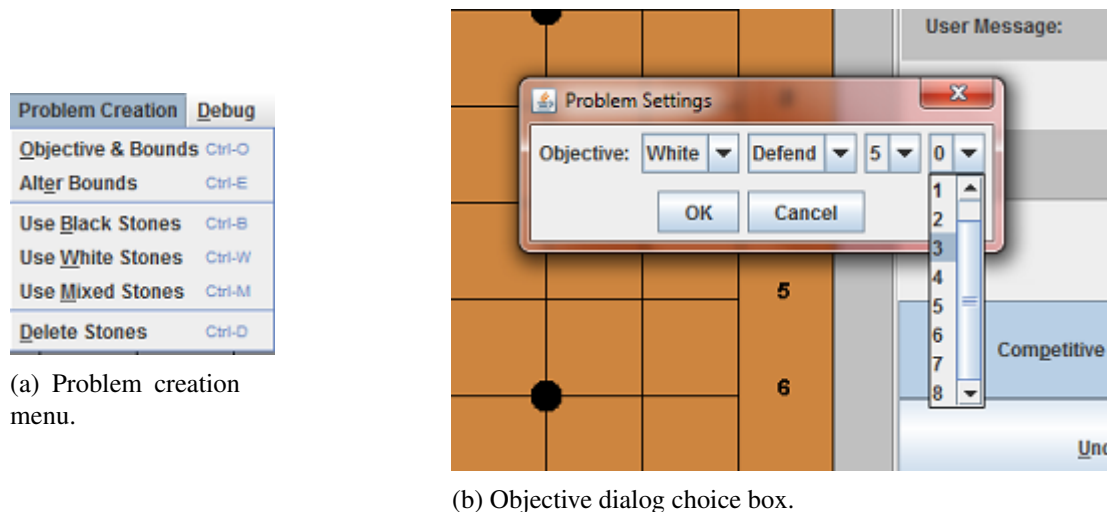 Problem Creation Debug
Objective & Bounds Ctrl-O
Alter Bounds Ctrl-E
Use Black Stones Ctrl-B
Use White Stones Ctrl-W
Use Mixed Stones Ctrl-M
Delete Stones Ctrl-D
(a) Problem creation
menu.
User Message:
Problem Settings
Objective: White Defend 5 0
OK Cancel
1
2
3
4
5
6
7
8
5
6
Competitive
(b) Objective dialog choice box.